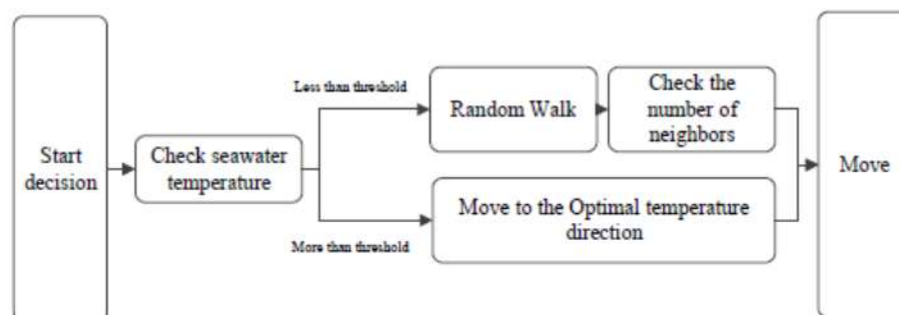 Start
decision
Check seawater
temperature
Less than threshold
More than threshold
Random Walk
Check the
number of
neighbors
Move to the Optimal temperature
direction
Move